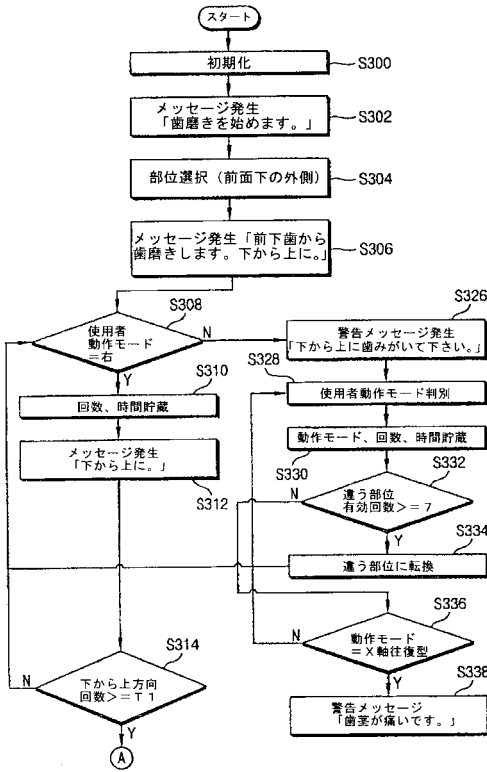 スタート
初期化
S300
メッセージ発生
「歯磨きを始めます。」
S302
部位選択（前面下の外側）
S304
メッセージ発生「前下歯から
歯磨きします。下から上に。」
S306
S308
使用者
動作モード
＝右
N
Y
S310
回数、時間貯蔵
メッセージ発生
「下から上に。」
S312
S314
下から上方向
回数＞＝T1
N
Y
A
S326
警告メッセージ発生
「下から上に歯みがいて下さい。」
S328
使用者動作モード判別
動作モード、回数、時間貯蔵
S330
S332
違う部位
有効回数＞＝7
N
Y
S334
違う部位に転換
S336
動作モード
＝X軸往復型
N
Y
S338
警告メッセージ
「歯茎が痛いです。」